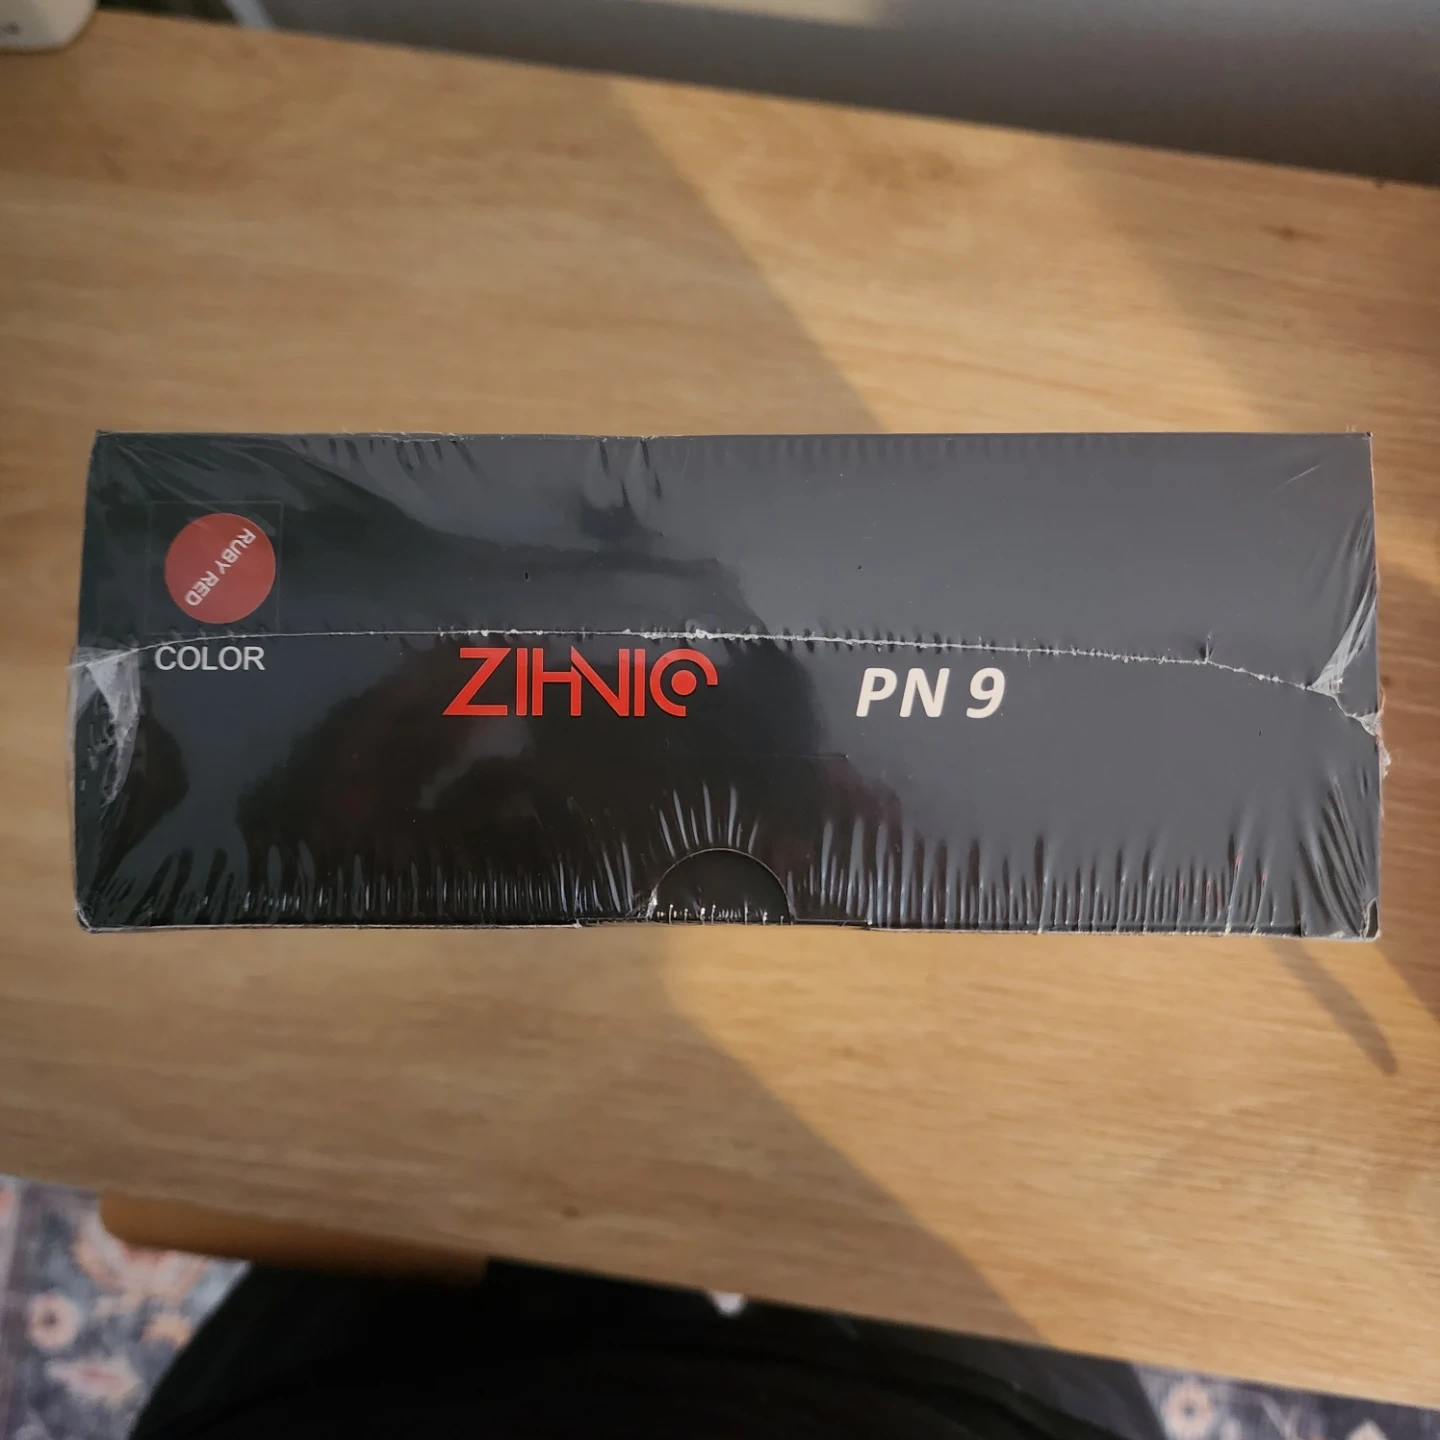 RUBY RED
COLOR
ZIHNIC
PN 9